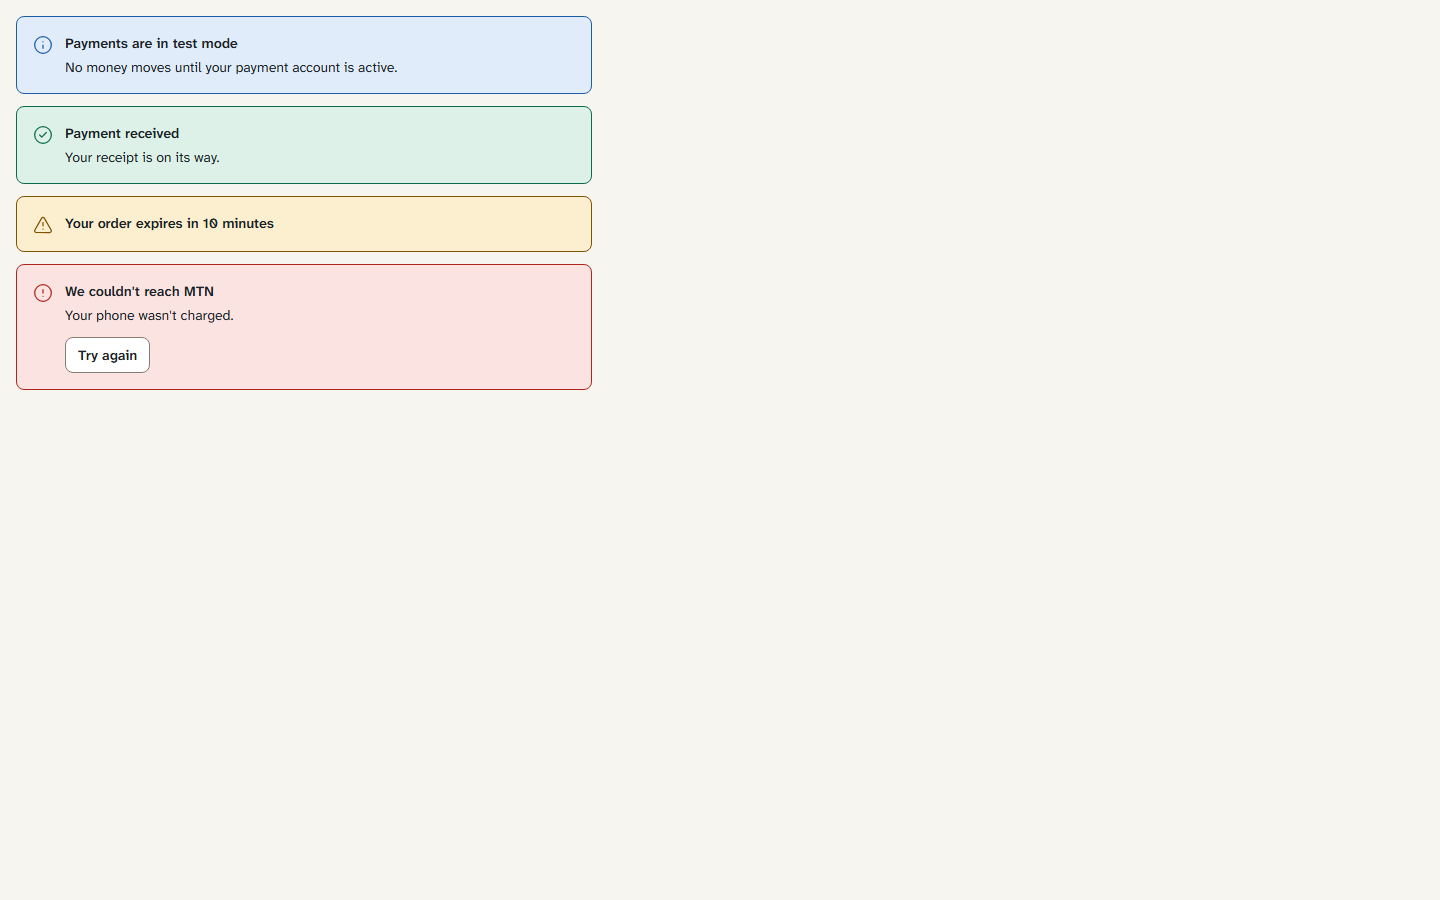 Payments are in test mode
No money moves until your payment account is active.
Payment received
Your receipt is on its way.
Your order expires in 10 minutes
We couldn't reach MTN
Your phone wasn't charged.
Try again